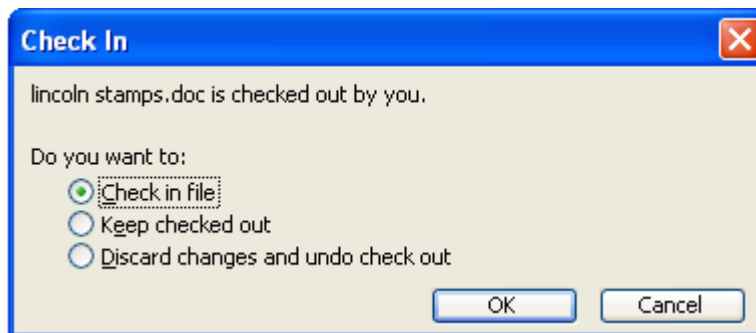 Check In
lincoln stamps.doc is checked out by you.
Do you want to:
Check in file
Keep checked out
Discard changes and undo check out
OK Cancel